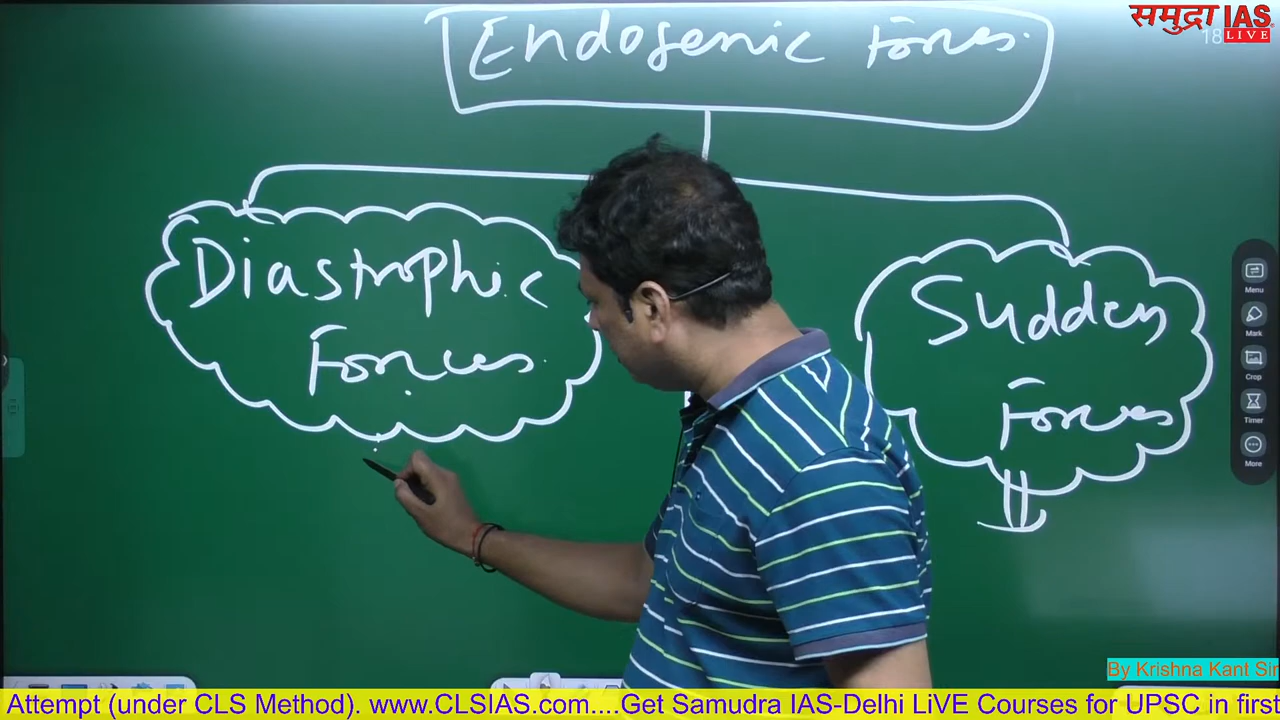 समुद्रा IAS
LIVE
18
Endogenic Forces.
Diastrophic
Forces.
Sudden
Forces
Menu
Mark
Crop
Timer
More
By Krishna Kant Sir
Attempt (under CLS Method). www.CLSIAS.com....Get Samudra IAS-Delhi LiVE Courses for UPSC in first